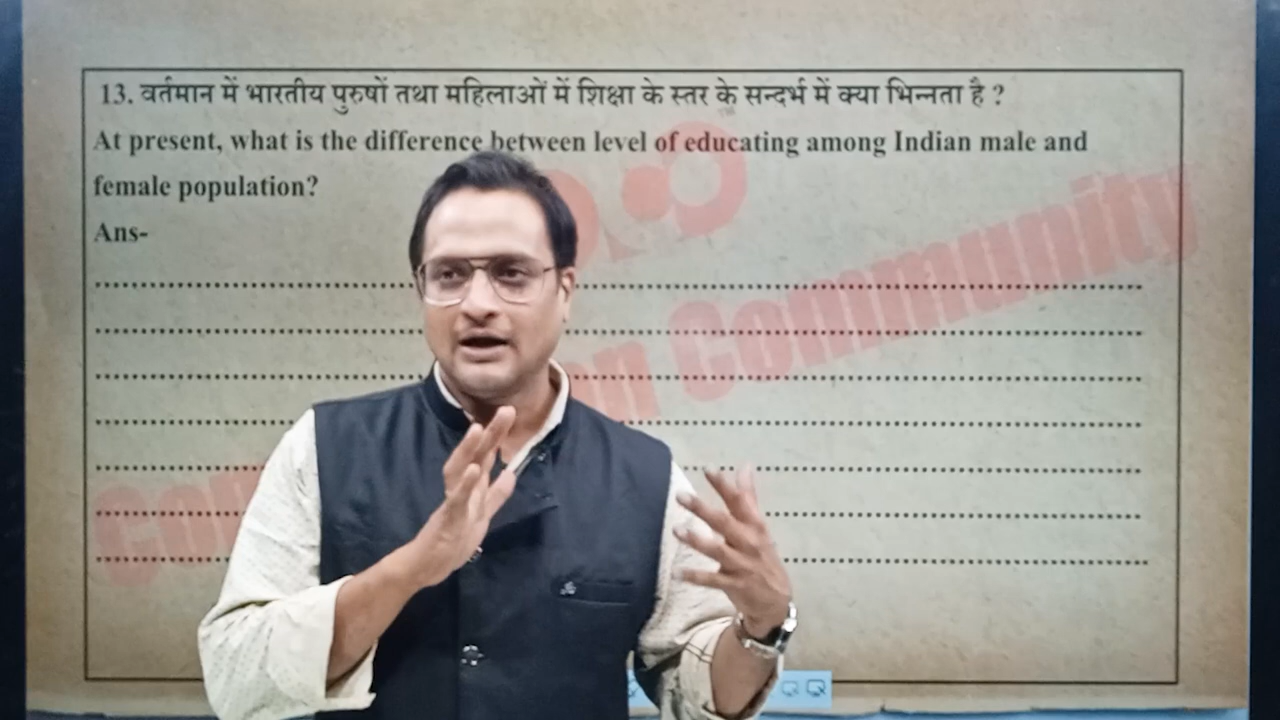 13. वर्तमान में भारतीय पुरुषों तथा महिलाओं में शिक्षा के स्तर के सन्दर्भ में क्या भिन्नता है ?
At present, what is the difference between level of educating among Indian male and
female population?
Ans-
Community